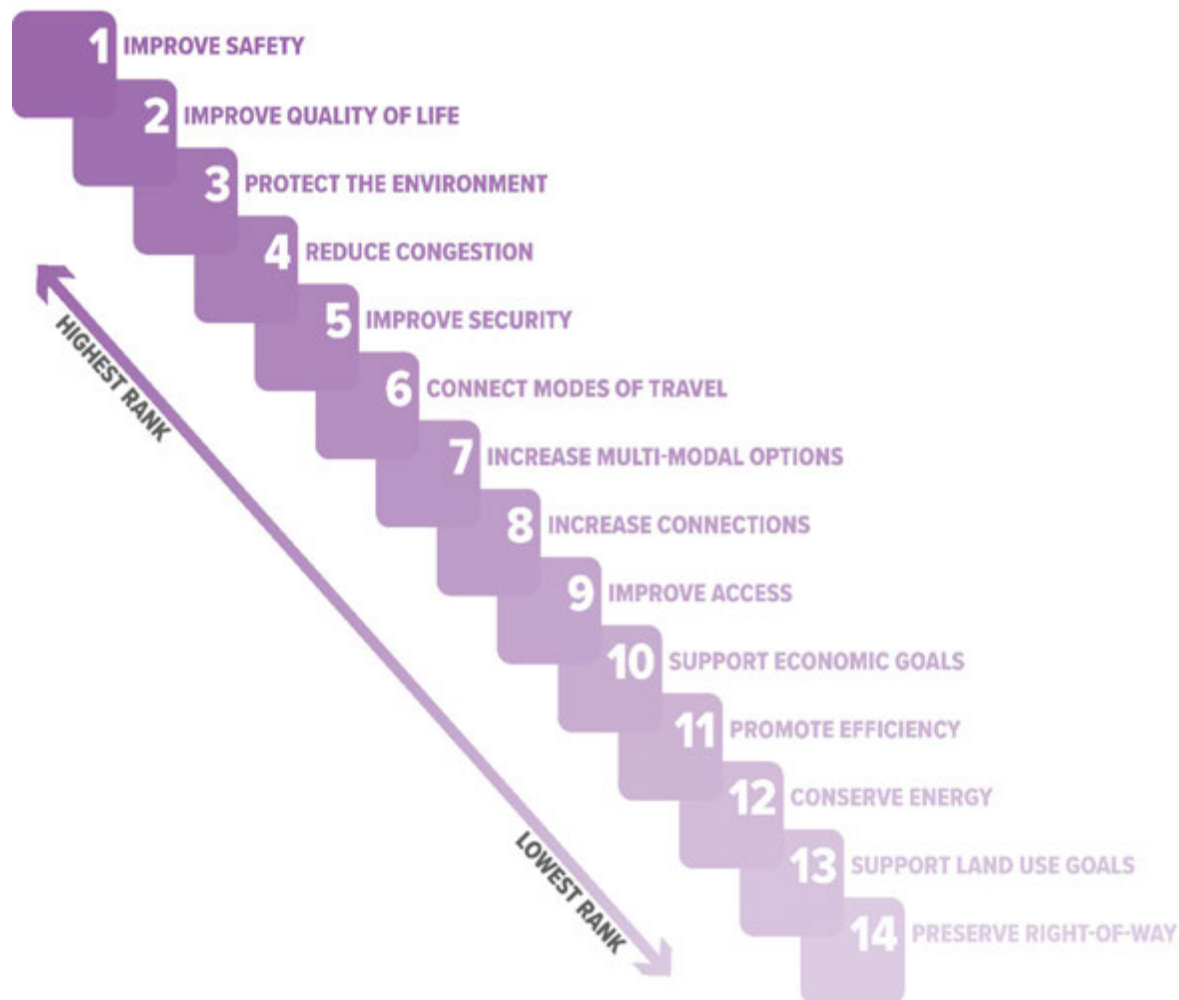 1 IMPROVE SAFETY
2 IMPROVE QUALITY OF LIFE
3 PROTECT THE ENVIRONMENT
4 REDUCE CONGESTION
5 IMPROVE SECURITY
6 CONNECT MODES OF TRAVEL
7 INCREASE MULTI-MODAL OPTIONS
8 INCREASE CONNECTIONS
9 IMPROVE ACCESS
10 SUPPORT ECONOMIC GOALS
11 PROMOTE EFFICIENCY
12 CONSERVE ENERGY
13 SUPPORT LAND USE GOALS
14 PRESERVE RIGHT-OF-WAY
HIGHEST RANK
LOWEST RANK